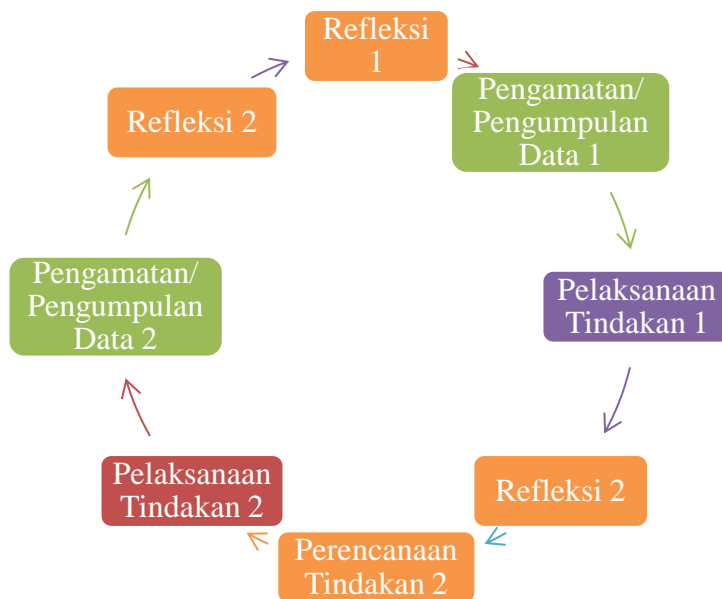 Refleksi
1
Pengamatan/
Pengumpulan
Data 1
Pelaksanaan
Tindakan 1
Refleksi 2
Perencanaan
Tindakan 2
Pelaksanaan
Tindakan 2
Pengamatan/
Pengumpulan
Data 2
Refleksi 2